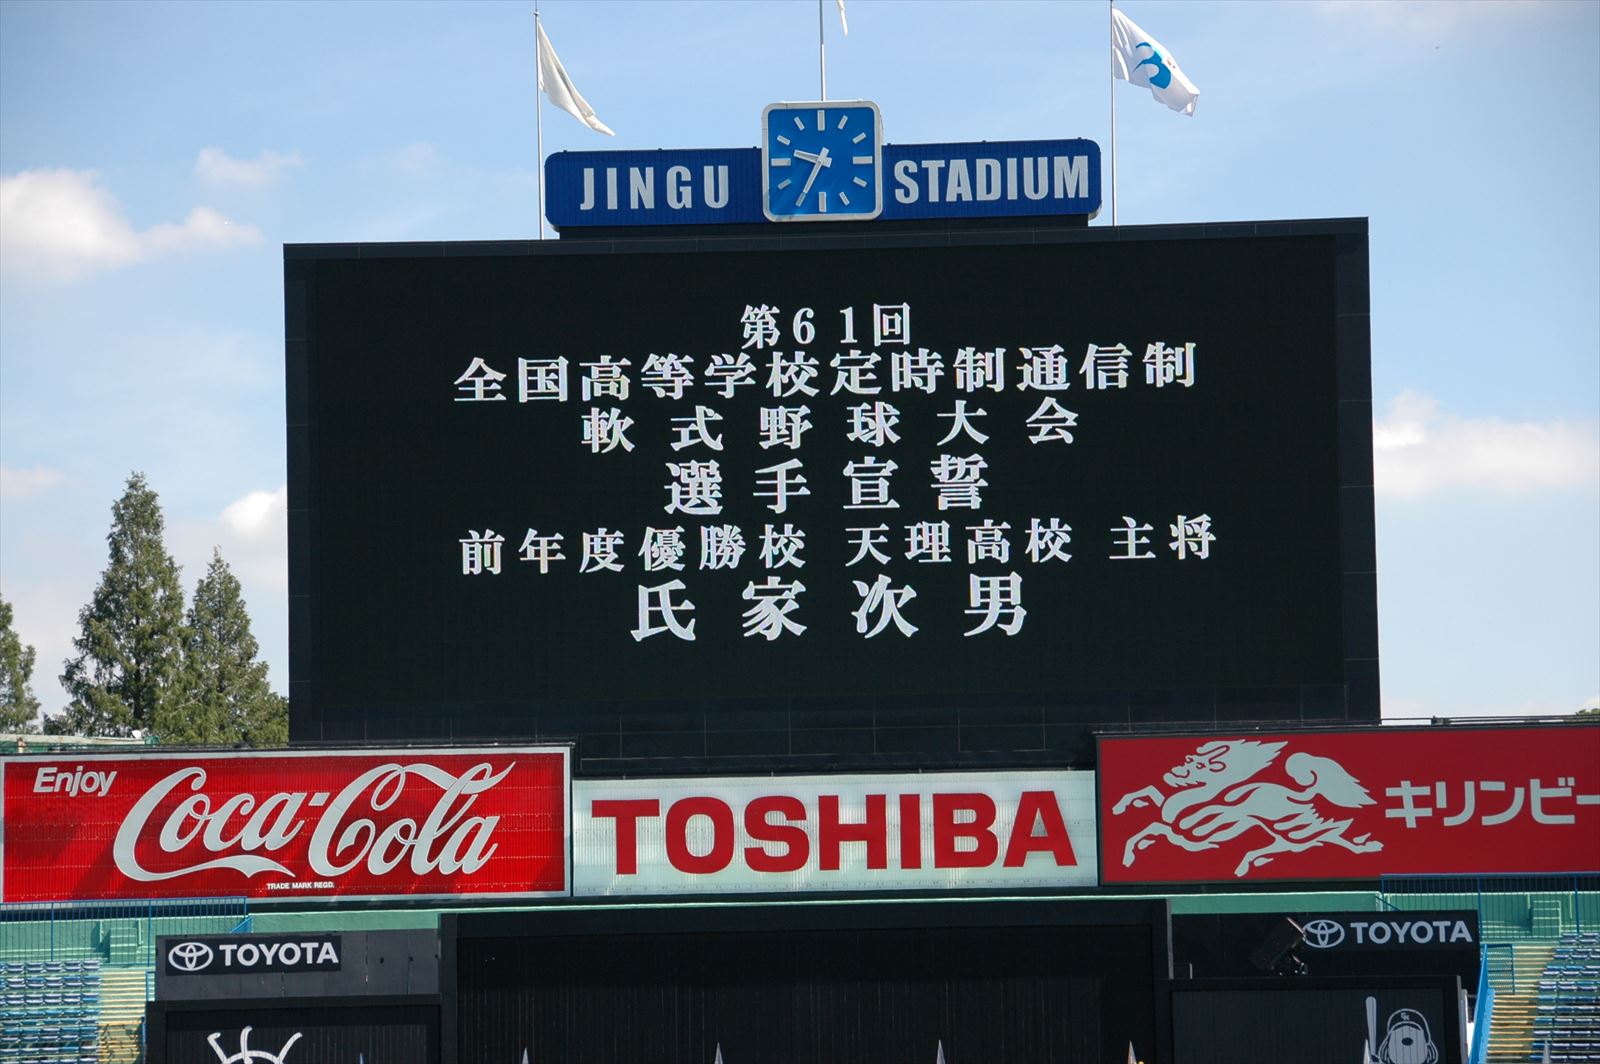 JINGU STADIUM
第61回
全国高等学校定時制通信制
軟式野球大会
選手宣誓
前年度優勝校 天理高校 主将
氏家次男
Enjoy
Coca-Cola
TRADE MARK REGD.
TOSHIBA
キリンビー
TOYOTA
TOYOTA